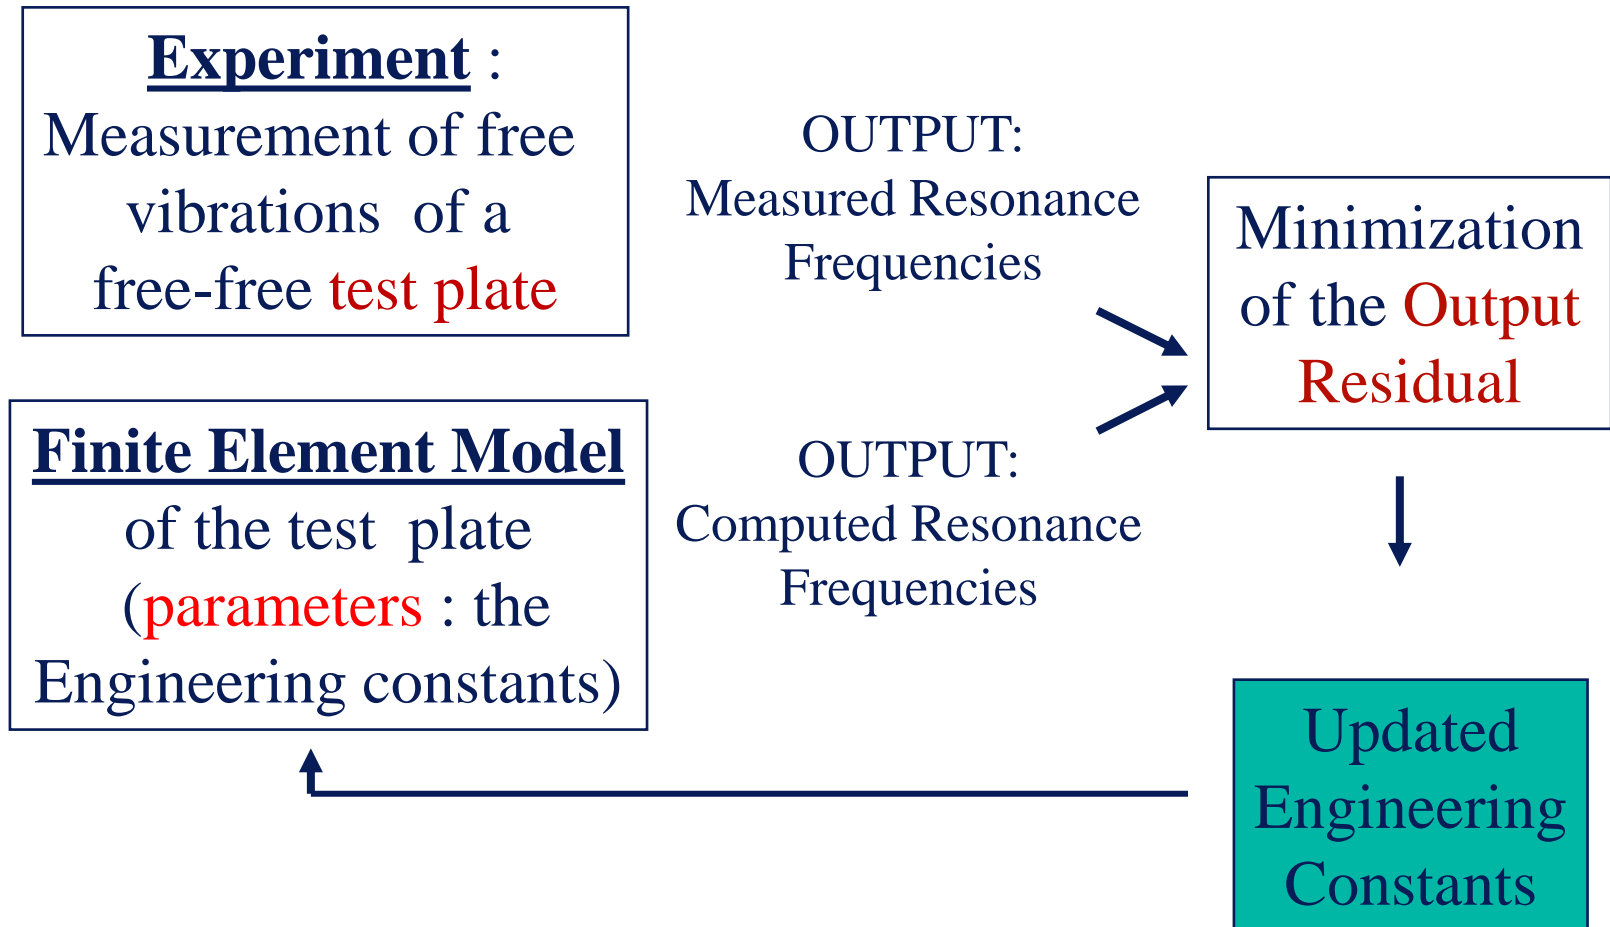 Experiment :
Measurement of free
vibrations of a
free-free test plate
OUTPUT:
Measured Resonance
Frequencies
Minimization
of the Output
Residual
Finite Element Model
of the test plate
(parameters : the
Engineering constants)
OUTPUT:
Computed Resonance
Frequencies
Updated
Engineering
Constants